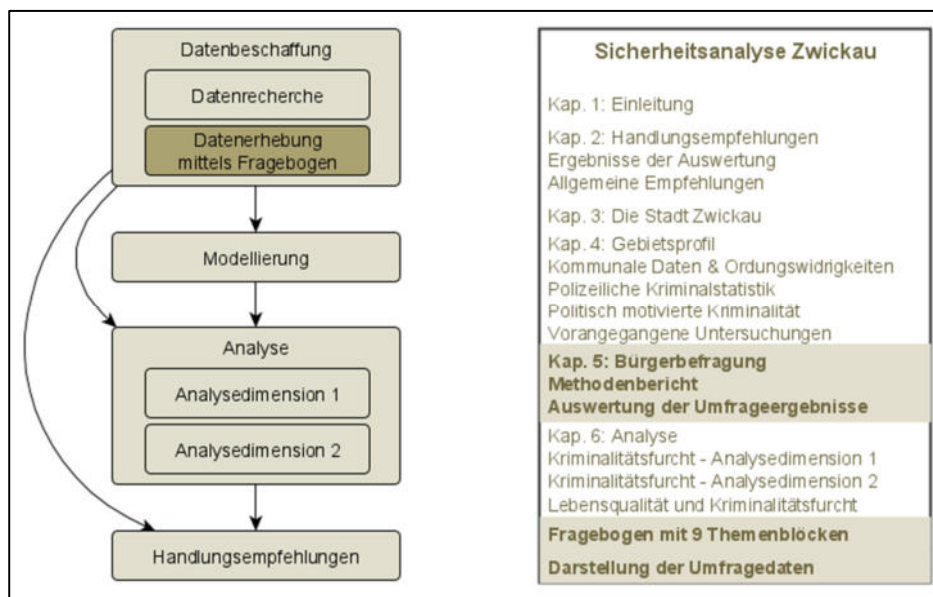 Datenbeschaffung
Datenrecherche
Datenerhebung
mittels Fragebogen
Modellierung
Analyse
Analysedimension 1
Analysedimension 2
Handlungsempfehlungen
Sicherheitsanalyse Zwickau
Kap. 1: Einleitung
Kap. 2: Handlungsempfehlungen
Ergebnisse der Auswertung
Allgemeine Empfehlungen
Kap. 3: Die Stadt Zwickau
Kap. 4: Gebietsprofil
Kommunale Daten & Ordungswidrigkeiten
Polizeiliche Kriminalstatistik
Politisch motivierte Kriminalität
Vorangegangene Untersuchungen
Kap. 5: Bürgerbefragung
Methodenbericht
Auswertung der Umfrageergebnisse
Kap. 6: Analyse
Kriminalitätsfurcht - Analysedimension 1
Kriminalitätsfurcht - Analysedimension 2
Lebensqualität und Kriminalitätsfurcht
Fragebogen mit 9 Themenblöcken
Darstellung der Umfragedaten